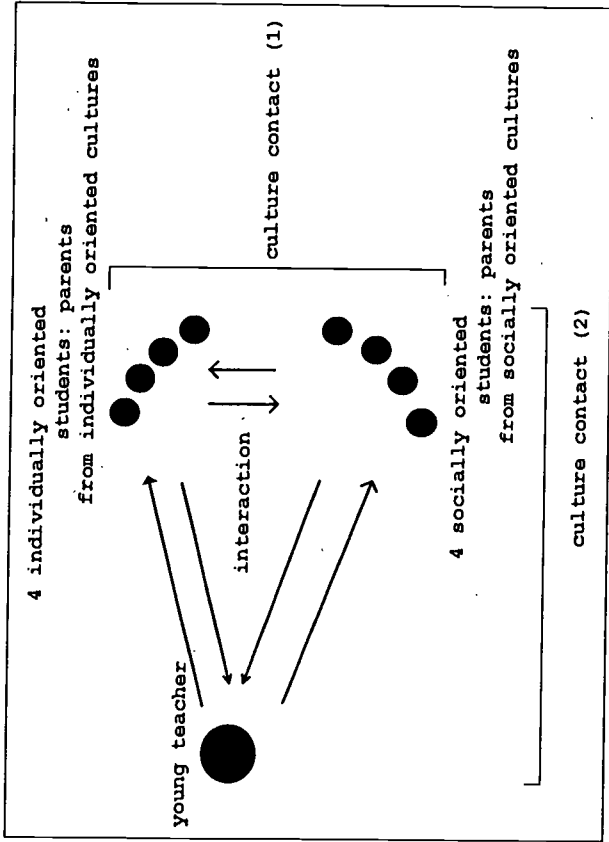 4 individually oriented
students: parents
from individually oriented cultures
young teacher
interaction
culture contact (1)
4 socially oriented
students: parents
from socially oriented cultures
culture contact (2)